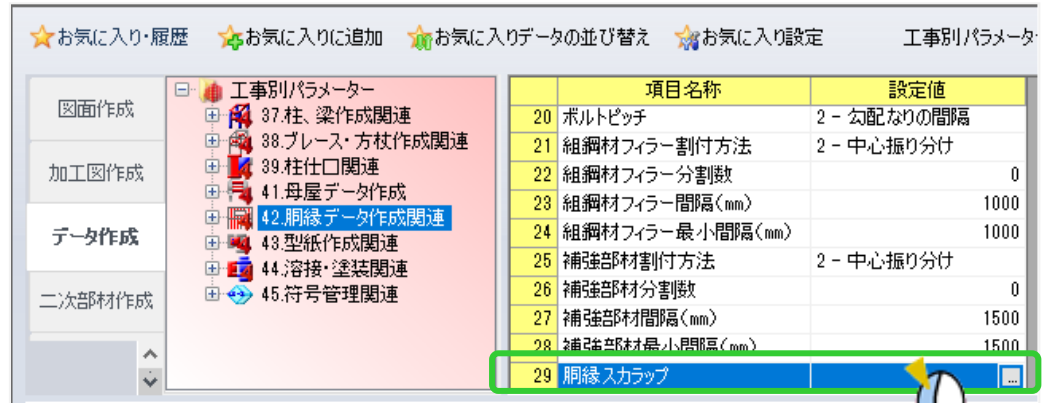 お気に入り・履歴 お気に入りに追加 お気に入りデータの並び替え お気に入り設定 工事別パラメータ
図面作成
加工図作成
データ作成
二次部材作成
工事別パラメーター
37.柱、梁作成関連
38.ブレース・方杖作成関連
39.柱仕口関連
41.母屋データ作成
42.胴縁データ作成関連
43.型紙作成関連
44.溶接・塗装関連
45.符号管理関連
項目名称 設定値
20 ボルトピッチ 2 - 勾配なりの間隔
21 組鋼材フィラー割付方法 2 - 中心振り分け
22 組鋼材フィラー分割数 0
23 組鋼材フィラー間隔(mm) 1000
24 組鋼材フィラー最小間隔(mm) 1000
25 補強部材割付方法 2 - 中心振り分け
26 補強部材分割数 0
27 補強部材間隔(mm) 1500
28 補強部材最小間隔(mm) 1500
29 胴縁スカラップ ...